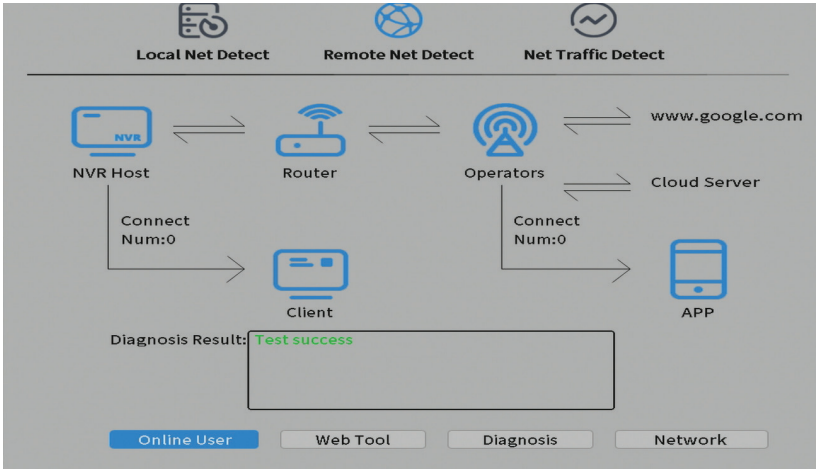 Local Net Detect
Remote Net Detect
Net Traffic Detect
NVR
www.google.com
NVR Host
Router
Operators
Cloud Server
Connect
Num:0
Connect
Num:0
Client
APP
Diagnosis Result: Test success
Online User
Web Tool
Diagnosis
Network